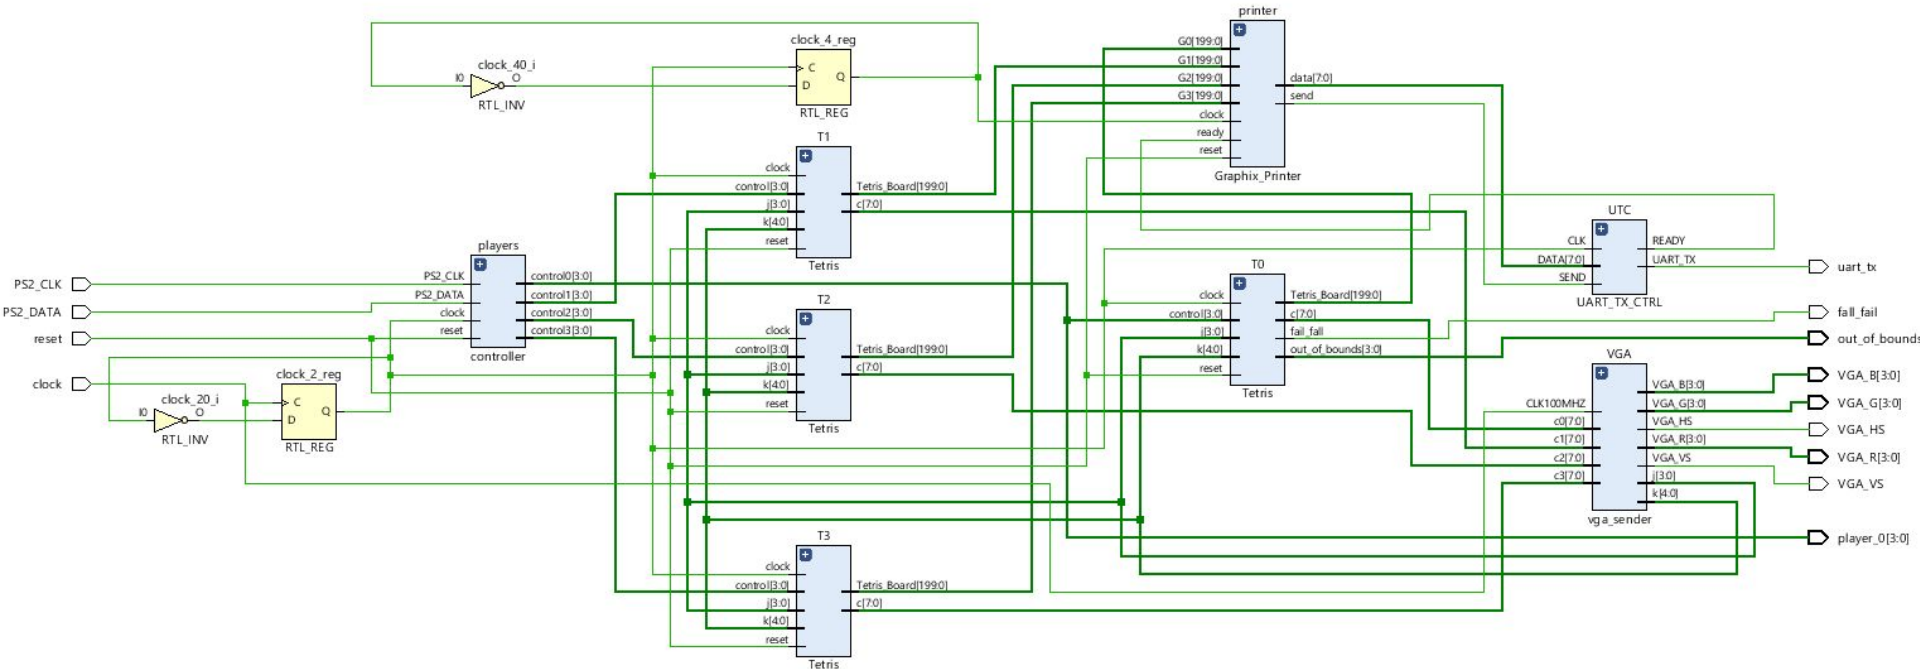 PS2_CLK
PS2_DATA
reset
clock
clock_20_i
I0
O
RTL_INV
clock_2_reg
C
D
Q
RTL_REG
players
PS2_CLK
PS2_DATA
clock
reset
control0[3:0]
control1[3:0]
control2[3:0]
control3[3:0]
controller
clock_40_i
I0
O
RTL_INV
clock_4_reg
C
D
Q
RTL_REG
T1
clock
control[3:0]
j[3:0]
k[4:0]
reset
Tetris_Board[199:0]
c[7:0]
Tetris
T2
clock
control[3:0]
j[3:0]
k[4:0]
reset
Tetris_Board[199:0]
c[7:0]
Tetris
T3
clock
control[3:0]
j[3:0]
k[4:0]
reset
Tetris_Board[199:0]
c[7:0]
Tetris
printer
G0[199:0]
G1[199:0]
G2[199:0]
G3[199:0]
clock
ready
reset
data[7:0]
send
Graphix_Printer
T0
clock
control[3:0]
j[3:0]
k[4:0]
reset
Tetris_Board[199:0]
c[7:0]
fail_fall
out_of_bounds[3:0]
Tetris
UTC
CLK
DATA[7:0]
SEND
READY
UART_TX
UART_TX_CTRL
VGA
CLK100MHZ
c0[7:0]
c1[7:0]
c2[7:0]
c3[7:0]
VGA_B[3:0]
VGA_G[3:0]
VGA_HS
VGA_R[3:0]
VGA_VS
j[3:0]
k[4:0]
vga_sender
uart_tx
fall_fail
out_of_bounds
VGA_B[3:0]
VGA_G[3:0]
VGA_HS
VGA_R[3:0]
VGA_VS
player_0[3:0]